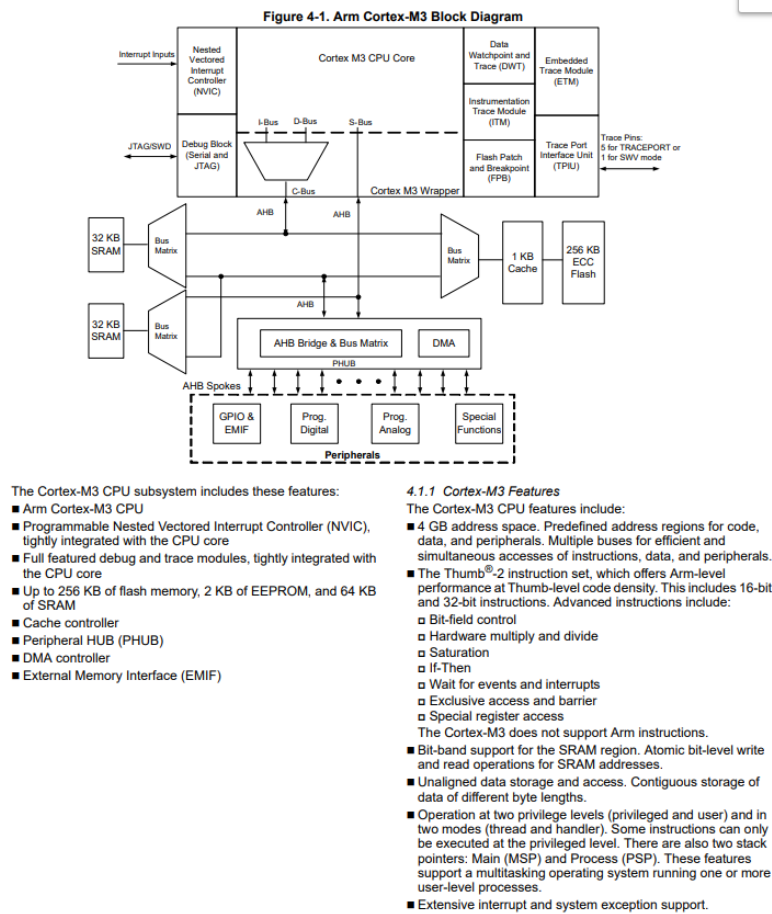 Figure 4-1. Arm Cortex-M3 Block Diagram
Interrupt Inputs
Nested
Vectored
Interrupt
Controller
(NVIC)
Cortex M3 CPU Core
Data
Watchpoint and
Trace (DWT)
Embedded
Trace Module
(ETM)
Instrumentation
Trace Module
(ITM)
I-Bus
D-Bus
S-Bus
JTAG/SWD
Debug Block
(Serial and
JTAG)
Flash Patch
and Breakpoint
(FPB)
Trace Port
Interface Unit
(TPIU)
Trace Pins:
5 for TRACEPORT or
1 for SWV mode
C-Bus
Cortex M3 Wrapper
AHB
AHB
32 KB
SRAM
Bus
Matrix
Bus
Matrix
1 KB
Cache
256 KB
ECC
Flash
AHB
32 KB
SRAM
Bus
Matrix
AHB Bridge & Bus Matrix
DMA
PHUB
AHB Spokes
GPIO &
EMIF
Prog.
Digital
Prog.
Analog
Special
Functions
Peripherals
The Cortex-M3 CPU subsystem includes these features:
■ Arm Cortex-M3 CPU
■ Programmable Nested Vectored Interrupt Controller (NVIC),
tightly integrated with the CPU core
■ Full featured debug and trace modules, tightly integrated with
the CPU core
■ Up to 256 KB of flash memory, 2 KB of EEPROM, and 64 KB
of SRAM
■ Cache controller
■ Peripheral HUB (PHUB)
■ DMA controller
■ External Memory Interface (EMIF)
4.1.1 Cortex-M3 Features
The Cortex-M3 CPU features include:
■ 4 GB address space. Predefined address regions for code,
data, and peripherals. Multiple buses for efficient and
simultaneous accesses of instructions, data, and peripherals.
■ The Thumb®-2 instruction set, which offers Arm-level
performance at Thumb-level code density. This includes 16-bit
and 32-bit instructions. Advanced instructions include:
❐ Bit-field control
❐ Hardware multiply and divide
❐ Saturation
❐ If-Then
❐ Wait for events and interrupts
❐ Exclusive access and barrier
❐ Special register access
The Cortex-M3 does not support Arm instructions.
■ Bit-band support for the SRAM region. Atomic bit-level write
and read operations for SRAM addresses.
■ Unaligned data storage and access. Contiguous storage of
data of different byte lengths.
■ Operation at two privilege levels (privileged and user) and in
two modes (thread and handler). Some instructions can only
be executed at the privileged level. There are also two stack
pointers: Main (MSP) and Process (PSP). These features
support a multitasking operating system running one or more
user-level processes.
■ Extensive interrupt and system exception support.